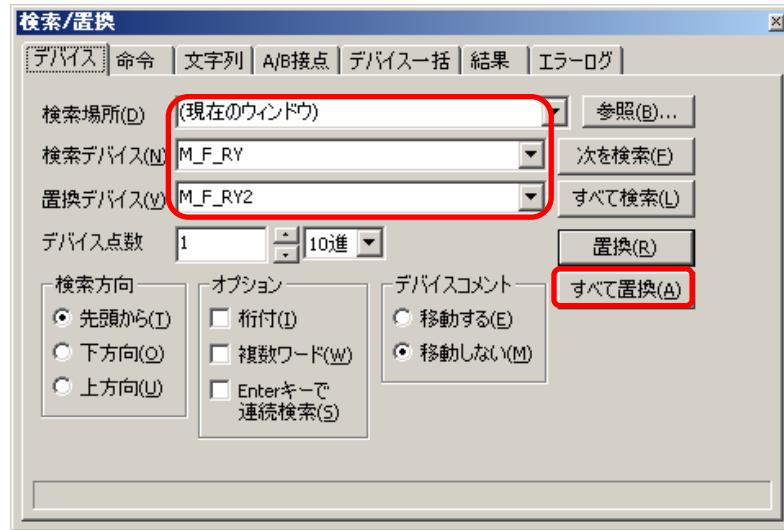 検索/置換
デバイス 命令 文字列 A/B接点 デバイス一括 結果 エラーログ
検索場所(D) (現在のウィンドウ) 参照(B)...
検索デバイス(N) M_F_RY 次を検索(F)
置換デバイス(V) M_F_RY2 すべて検索(L)
デバイス点数 1 10進 置換(R)
検索方向 オプション デバイスコメント すべて置換(A)
先頭から(T) 桁付(I) 移動する(E)
下方向(O) 複数ワード(W) 移動しない(M)
上方向(U) Enterキーで
連続検索(S)